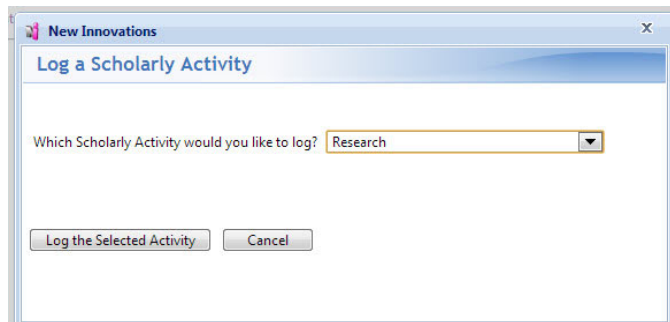 New Innovations
X
Log a Scholarly Activity
Which Scholarly Activity would you like to log? Research
Log the Selected Activity Cancel